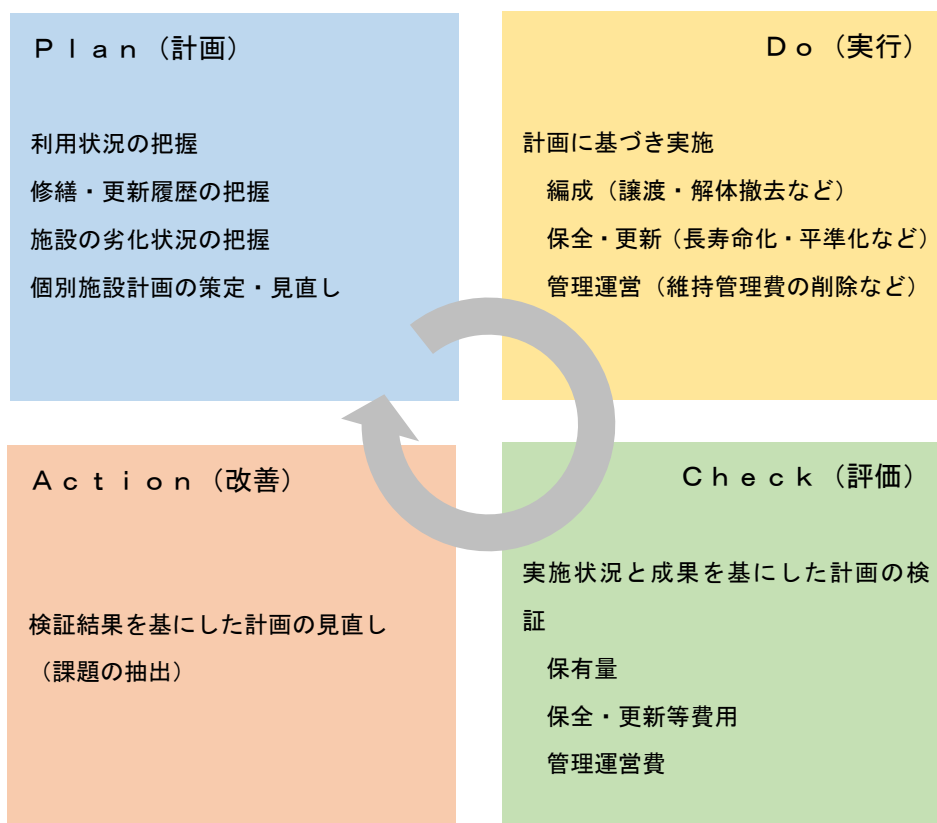 Ｐｌａｎ（計画）
利用状況の把握
修繕・更新履歴の把握
施設の劣化状況の把握
個別施設計画の策定・見直し
Ｄｏ（実行）
計画に基づき実施
編成（譲渡・解体撤去など）
保全・更新（長寿命化・平準化など）
管理運営（維持管理費の削除など）
Ａｃｔｉｏｎ（改善）
検証結果を基にした計画の見直し
（課題の抽出）
Ｃｈｅｃｋ（評価）
実施状況と成果を基にした計画の検
証
保有量
保全・更新等費用
管理運営費